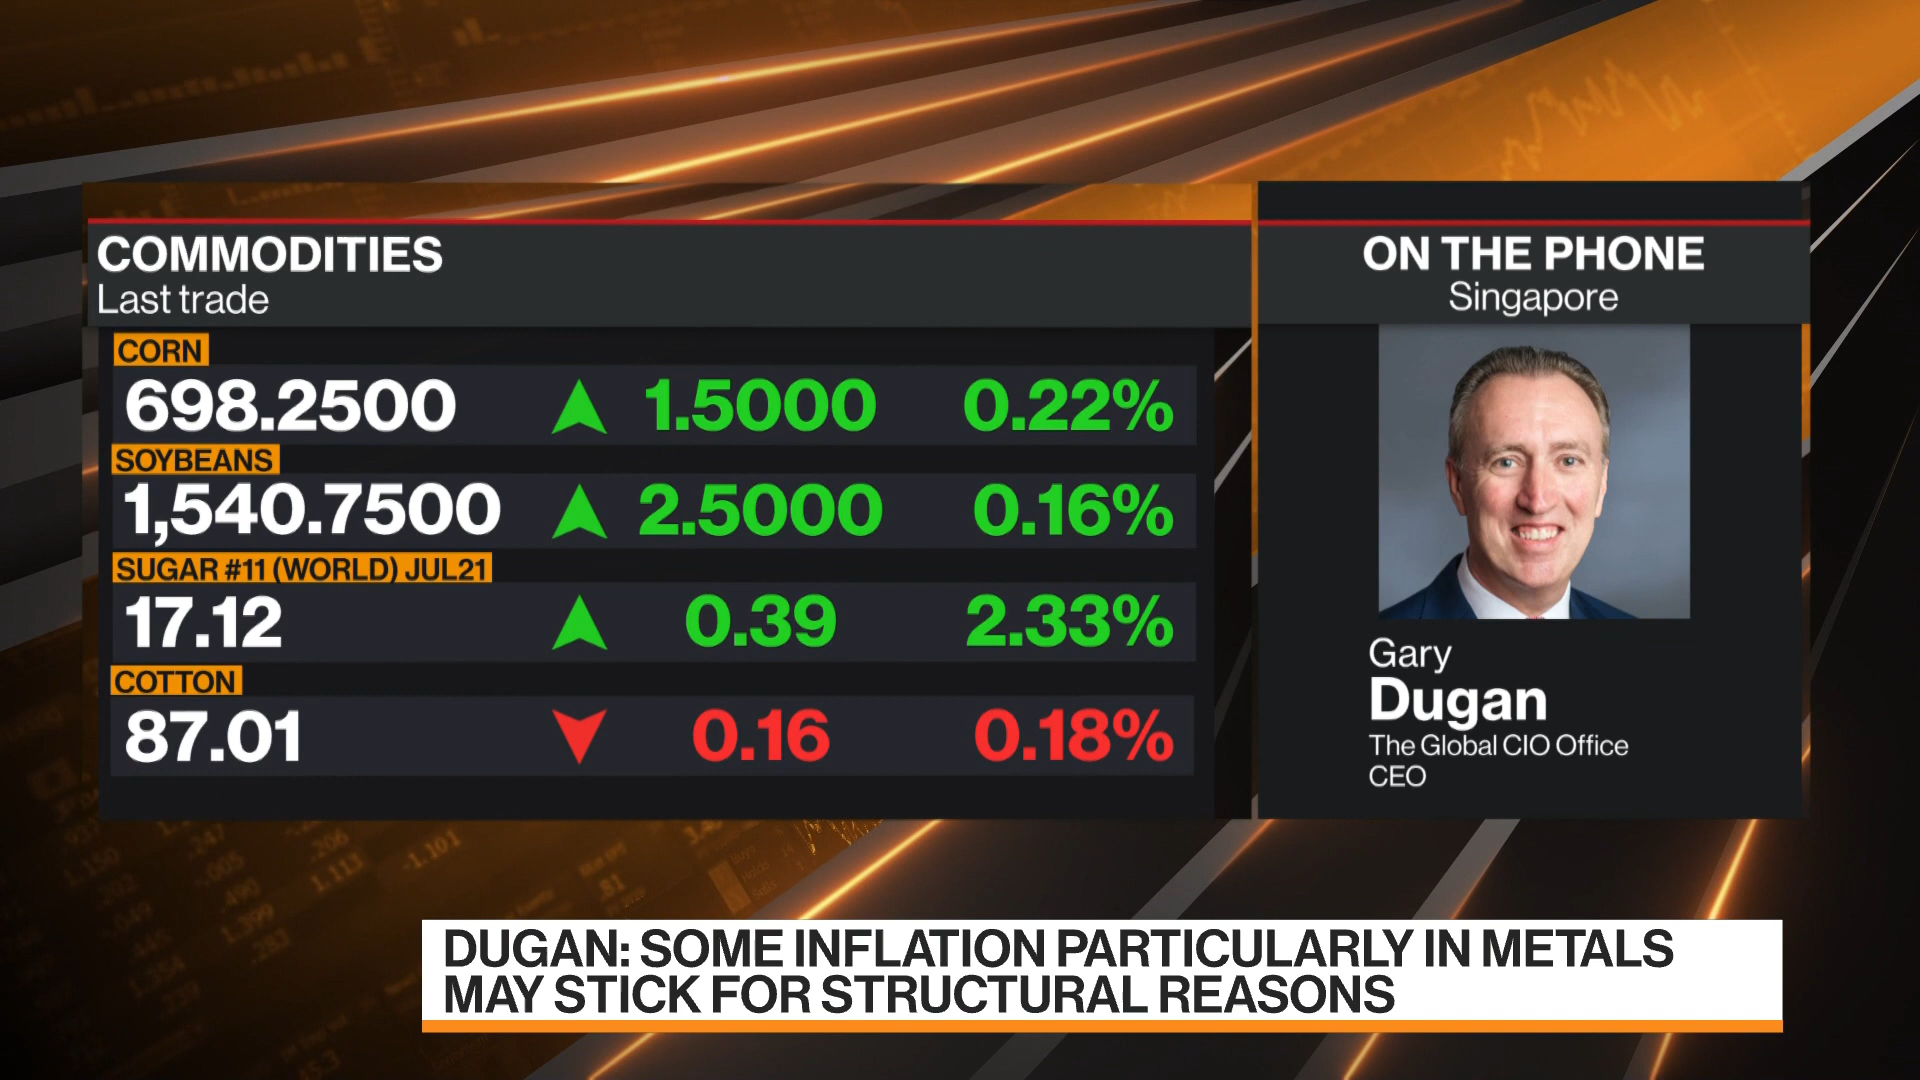 COMMODITIES
Last trade
CORN
698.2500 ▲ 1.5000 0.22%
SOYBEANS
1,540.7500 ▲ 2.5000 0.16%
SUGAR #11 (WORLD) JUL21
17.12 ▲ 0.39 2.33%
COTTON
87.01 ▼ 0.16 0.18%
ON THE PHONE
Singapore
Gary
Dugan
The Global CIO Office
CEO
DUGAN: SOME INFLATION PARTICULARLY IN METALS
MAY STICK FOR STRUCTURAL REASONS